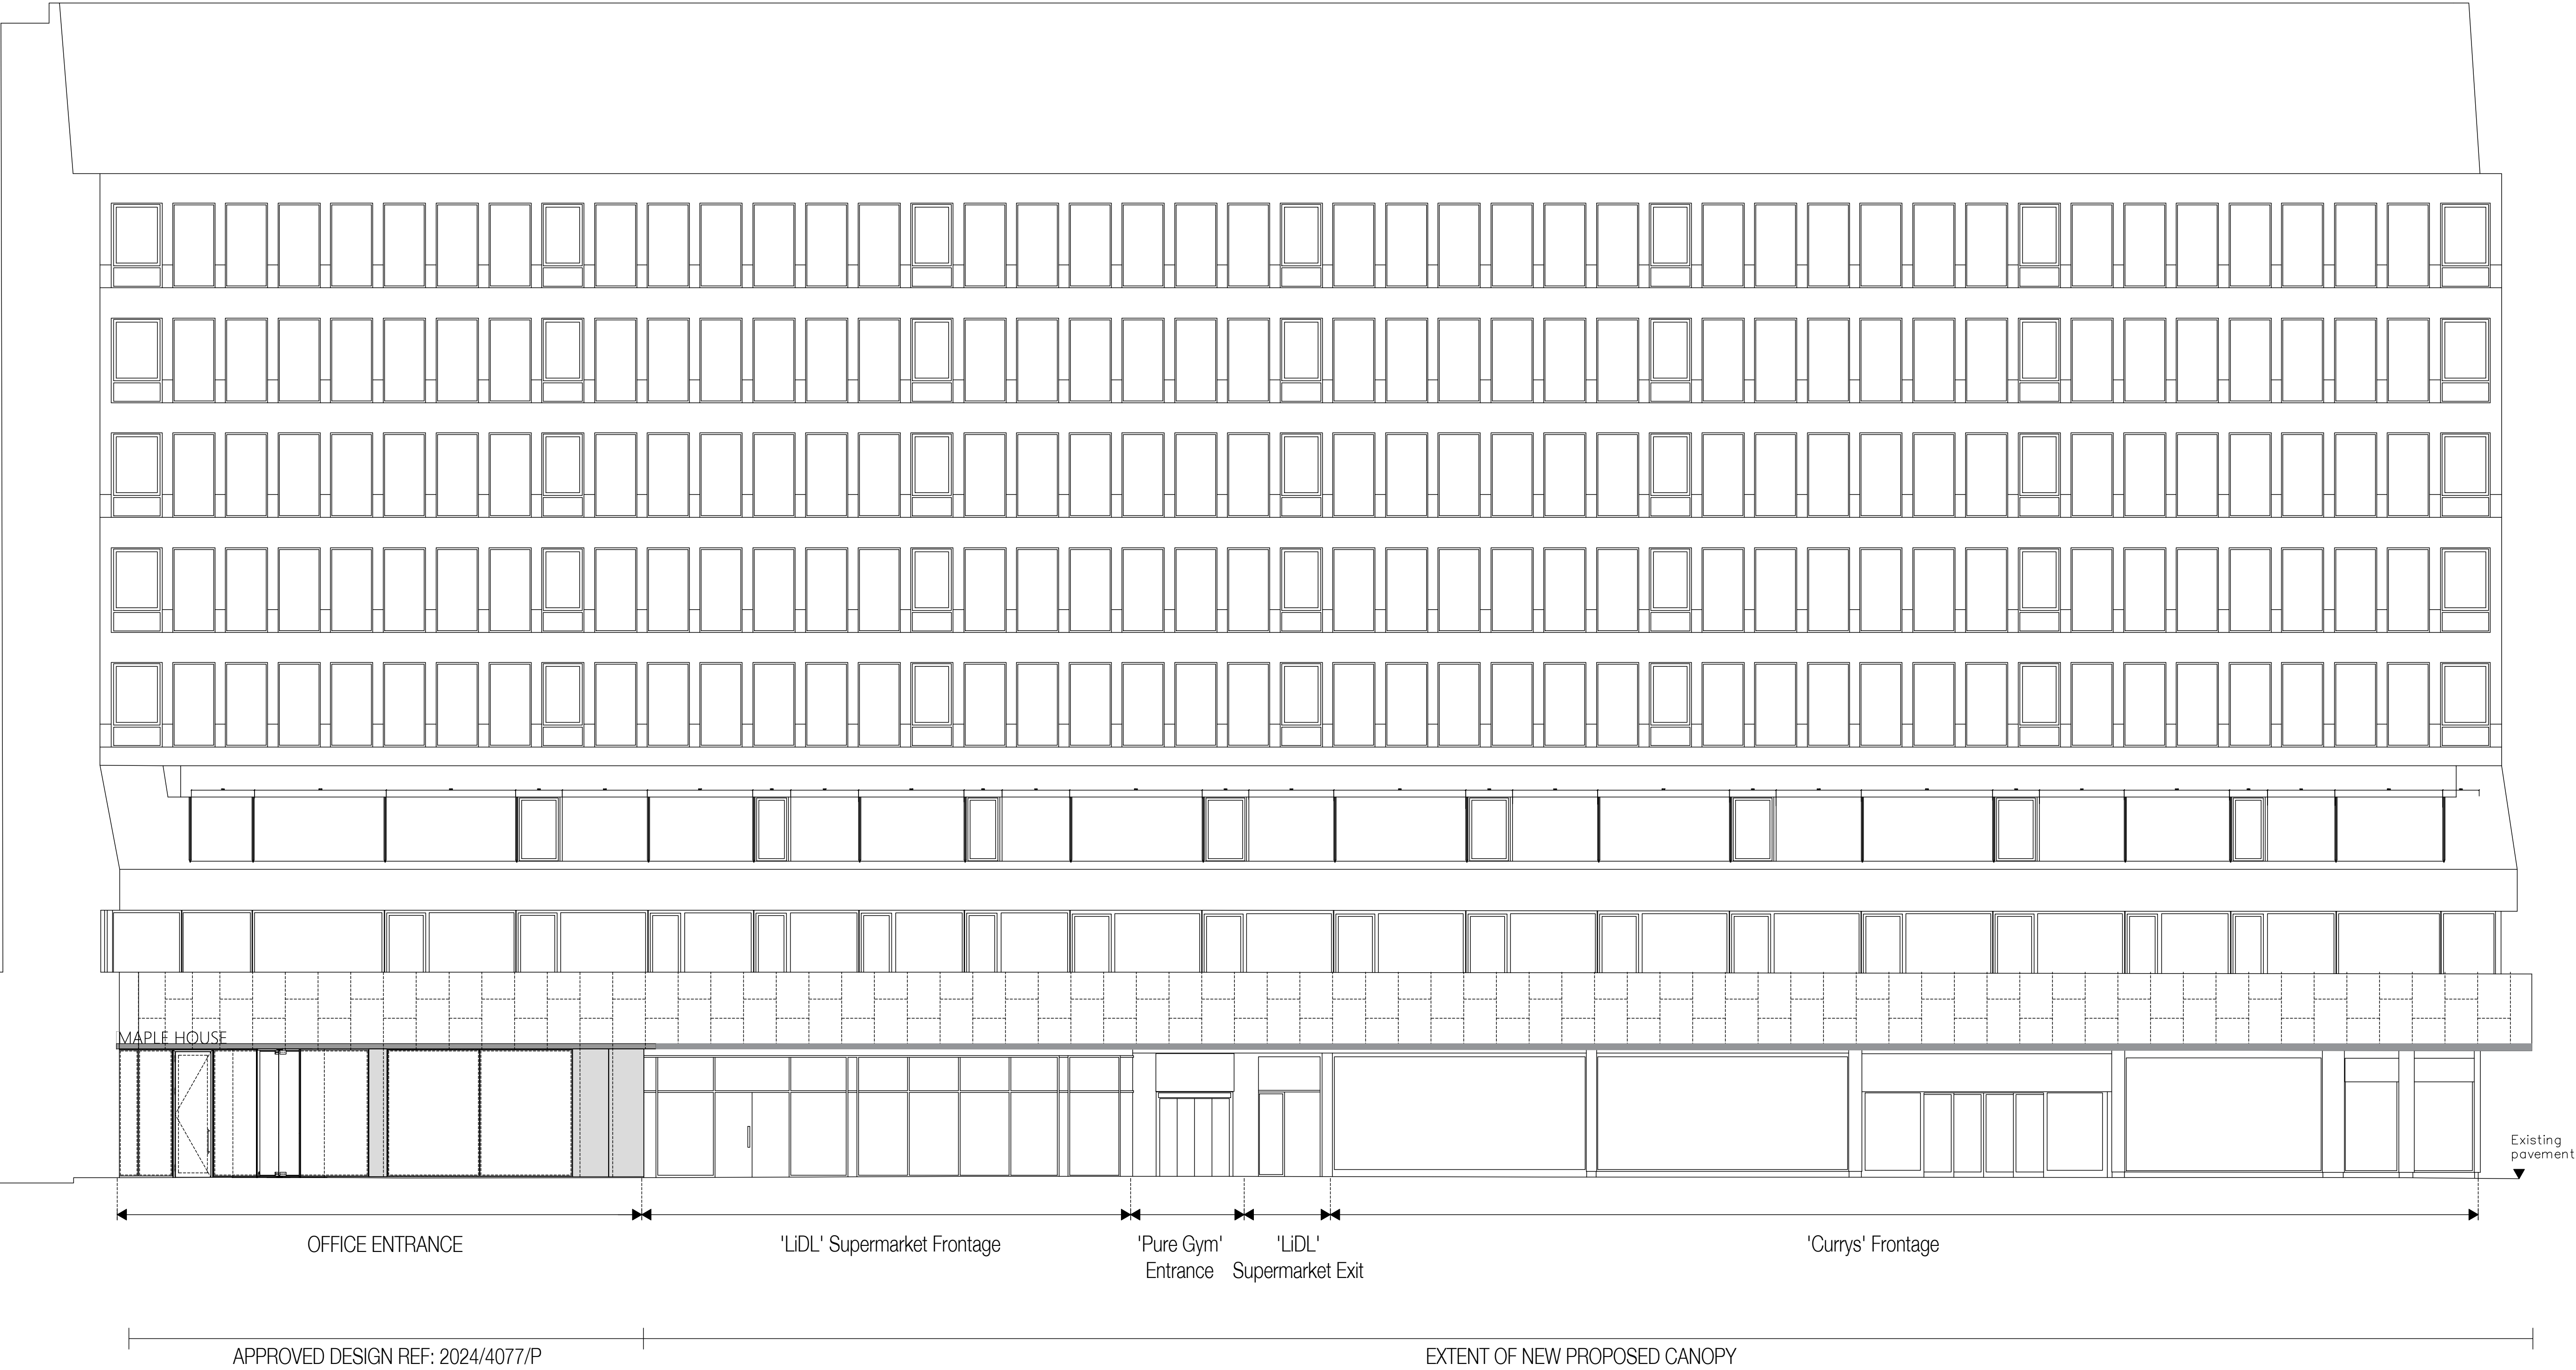 MAPLE HOUSE
Existing
pavement
OFFICE ENTRANCE
'LiDL' Supermarket Frontage
'Pure Gym'
Entrance
'LiDL'
Supermarket Exit
'Currys' Frontage
APPROVED DESIGN REF: 2024/4077/P
EXTENT OF NEW PROPOSED CANOPY